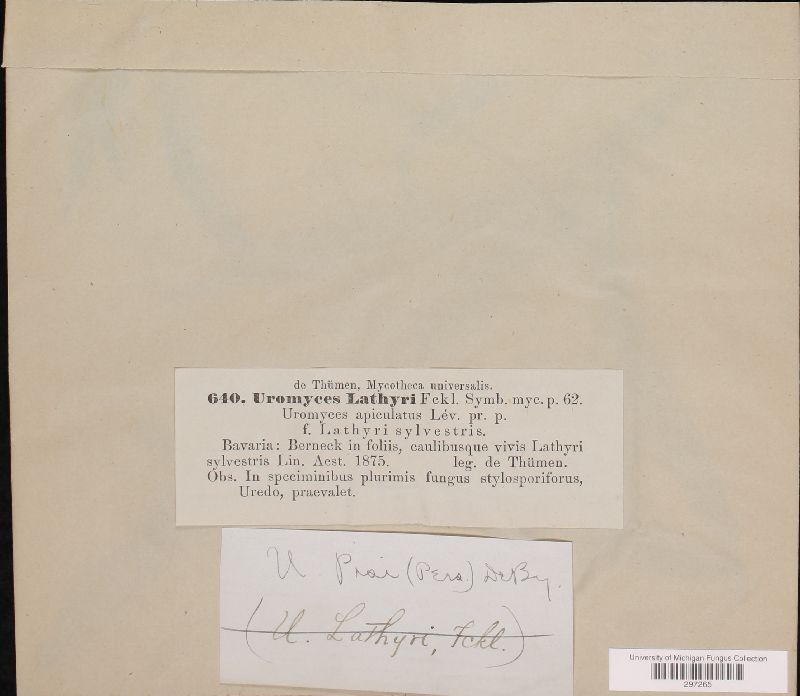 de Thümen, Mycotheca universalis.
640. Uromyces Lathyri Fckl. Symb. myc. p. 62.
Uromyces apiculatus Lév. pr. p.
f. Lathyri sylvestris.
Bavaria: Berneck in foliis, caulibusque vivis Lathyri
sylvestris Lin. Aest. 1875. leg. de Thümen.
Obs. In speciminibus plurimis fungus stylosporiforus,
Uredo, praevalet.
U. Pisi (Pers.) DeBy.
(U. Lathyri, Fckl.)
University of Michigan Fungus Collection
297265